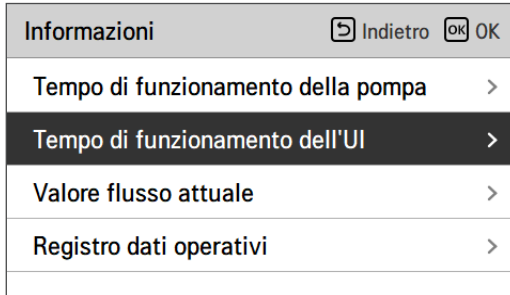 Informazioni Indietro OK OK
Tempo di funzionamento della pompa
Tempo di funzionamento dell'UI
Valore flusso attuale
Registro dati operativi